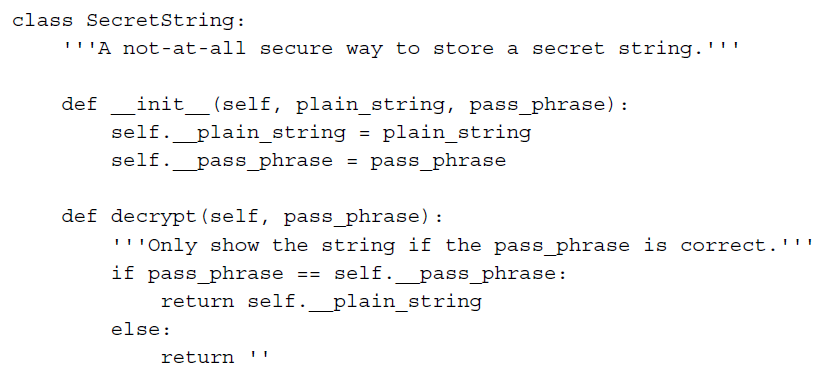 class SecretString:
    '''A not-at-all secure way to store a secret string.'''

    def __init__(self, plain_string, pass_phrase):
        self.__plain_string = plain_string
        self.__pass_phrase = pass_phrase

    def decrypt(self, pass_phrase):
        '''Only show the string if the pass_phrase is correct.'''
        if pass_phrase == self.__pass_phrase:
            return self.__plain_string
        else:
            return ''